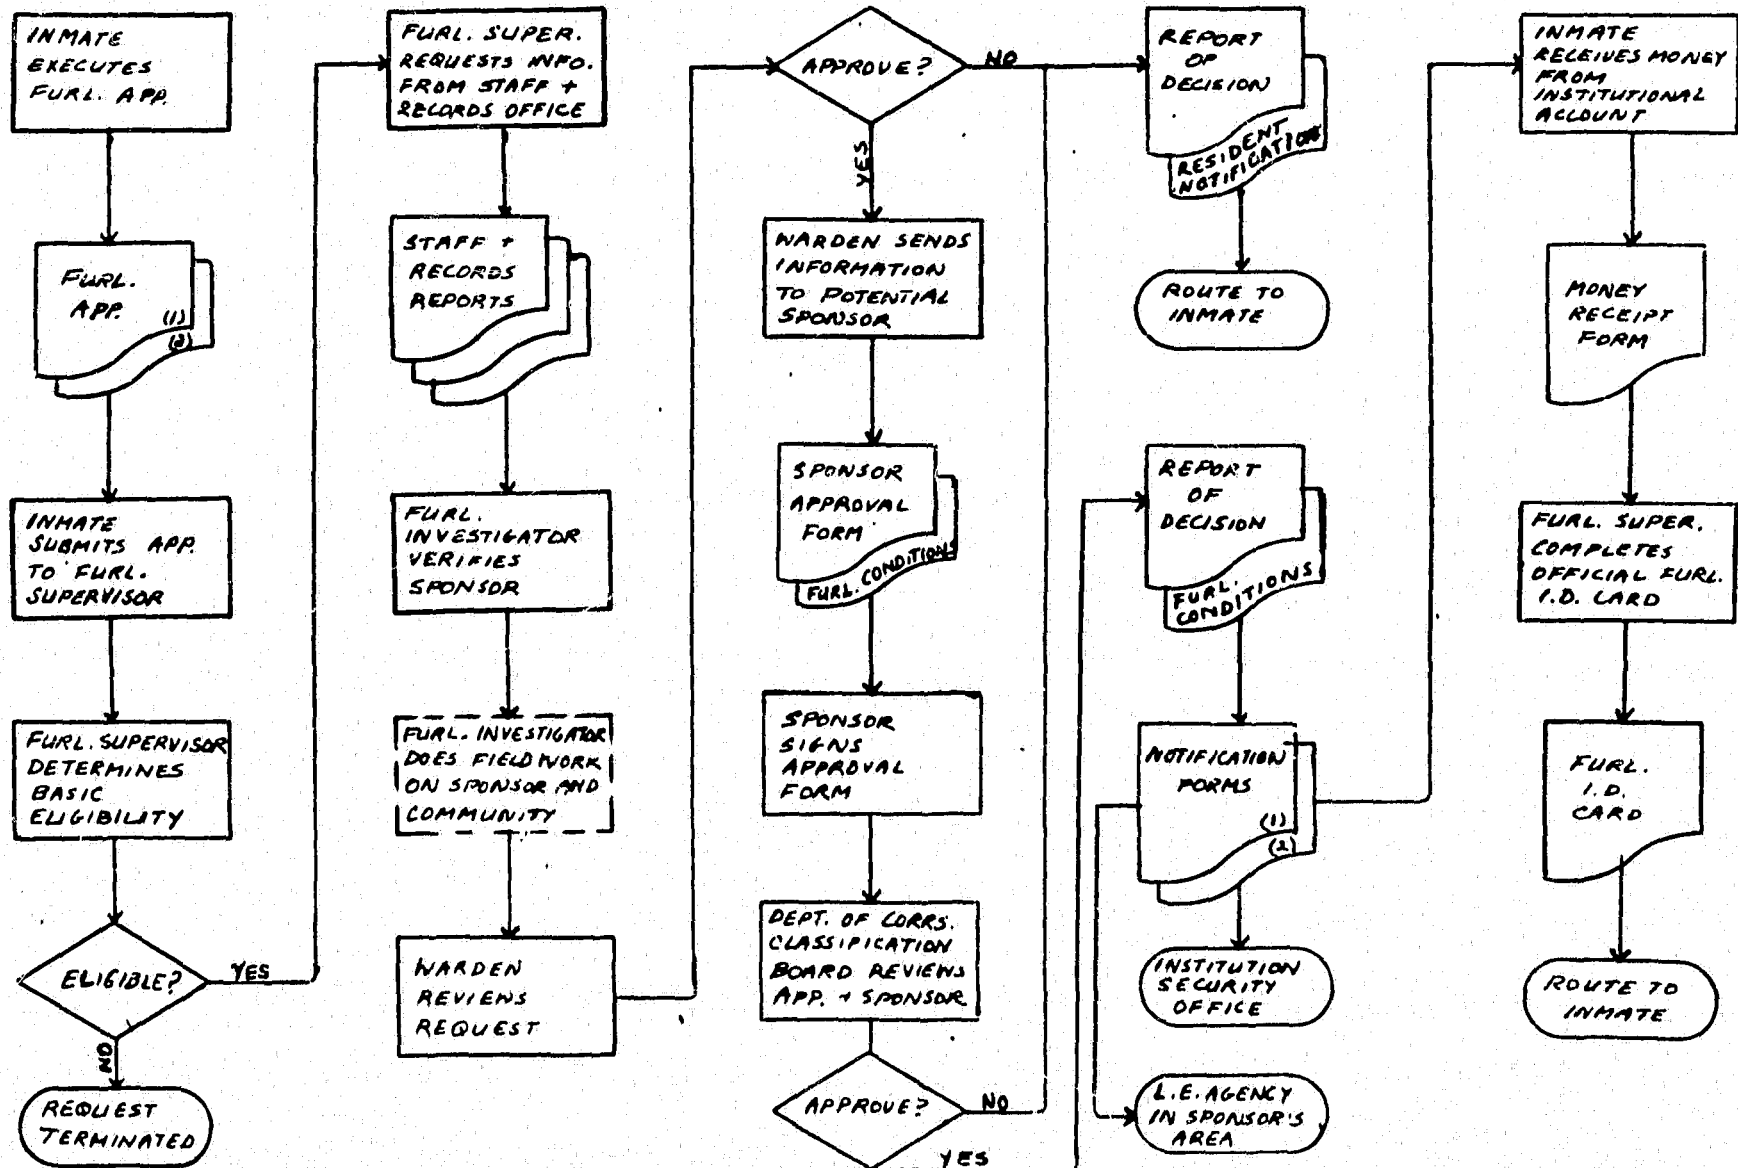 INMATE
EXECUTES
FURL. APP.
FURL.
APP.
(1)
(2)
INMATE
SUBMITS APP.
TO FURL.
SUPERVISOR
FURL. SUPERVISOR
DETERMINES
BASIC
ELIGIBILITY
ELIGIBLE?
YES
NO
REQUEST
TERMINATED
FURL. SUPER.
REQUESTS INFO.
FROM STAFF +
RECORDS OFFICE
STAFF +
RECORDS
REPORTS
FURL.
INVESTIGATOR
VERIFIES
SPONSOR
FURL. INVESTIGATOR
DOES FIELDWORK
ON SPONSOR AND
COMMUNITY
WARDEN
REVIEWS
REQUEST
APPROVE?
NO
YES
WARDEN SENDS
INFORMATION
TO POTENTIAL
SPONSOR
SPONSOR
APPROVAL
FORM
FURL. CONDITIONS
SPONSOR
SIGNS
APPROVAL
FORM
DEPT. OF CORRS.
CLASSIFICATION
BOARD REVIEWS
APP. + SPONSOR
APPROVE?
NO
YES
REPORT
OF
DECISION
RESIDENT
NOTIFICATION
ROUTE TO
INMATE
REPORT
OF
DECISION
FURL.
CONDITIONS
NOTIFICATION
FORMS
(1)
(2)
INSTITUTION
SECURITY
OFFICE
L.E. AGENCY
IN SPONSOR'S
AREA
INMATE
RECEIVES MONEY
FROM
INSTITUTIONAL
ACCOUNT
MONEY
RECEIPT
FORM
FURL. SUPER.
COMPLETES
OFFICIAL FURL.
I.D. CARD
FURL.
I.D.
CARD
ROUTE TO
INMATE